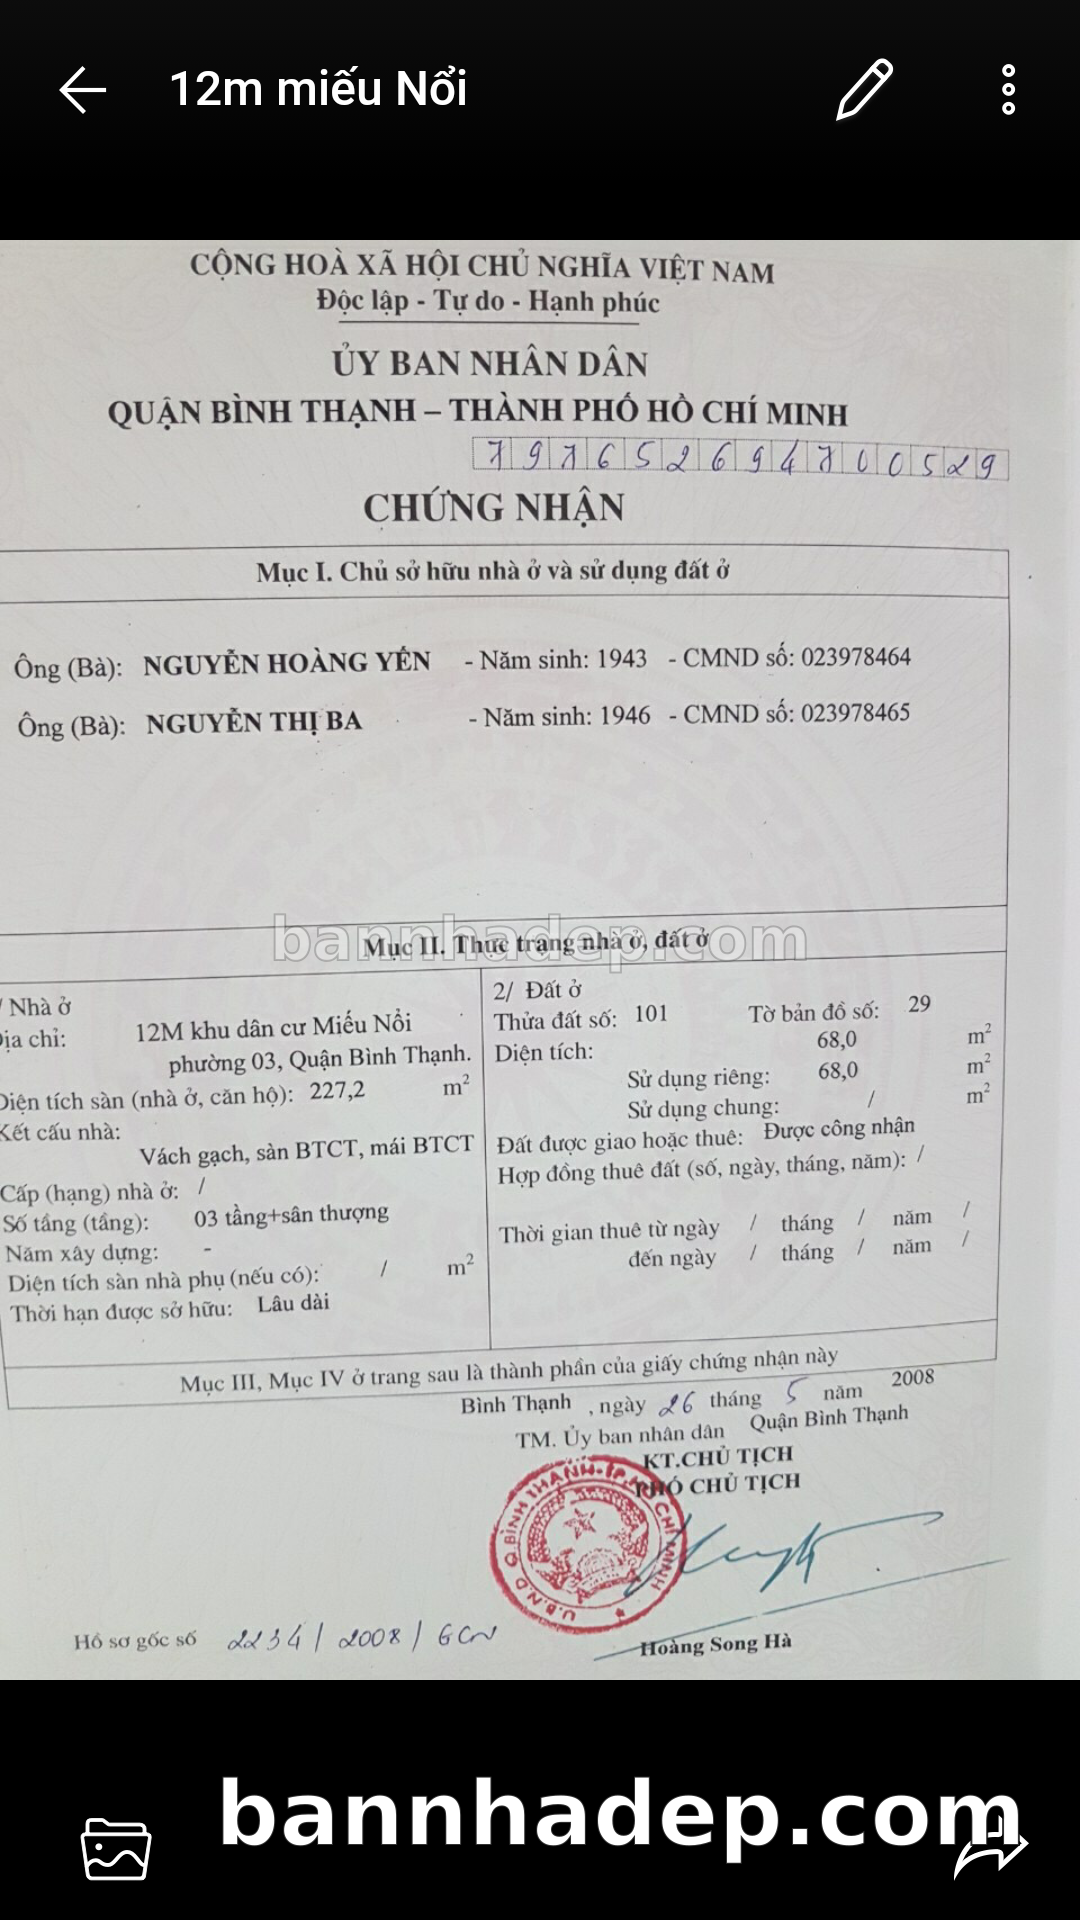 12m miếu Nổi
CỘNG HOÀ XÃ HỘI CHỦ NGHĨA VIỆT NAM
Độc lập - Tự do - Hạnh phúc
ỦY BAN NHÂN DÂN
QUẬN BÌNH THẠNH – THÀNH PHỐ HỒ CHÍ MINH
797652694700529
CHỨNG NHẬN
Mục I. Chủ sở hữu nhà ở và sử dụng đất ở
Ông (Bà): NGUYỄN HOÀNG YẾN - Năm sinh: 1943 - CMND số: 023978464
Ông (Bà): NGUYỄN THỊ BA - Năm sinh: 1946 - CMND số: 023978465
bannhadep.com
Mục II. Thực trạng nhà ở, đất ở
/ Nhà ở
Địa chỉ: 12M khu dân cư Miếu Nổi
phường 03, Quận Bình Thạnh.
Diện tích sàn (nhà ở, căn hộ): 227,2 m²
Kết cấu nhà:
Vách gạch, sàn BTCT, mái BTCT
Cấp (hạng) nhà ở: /
Số tầng (tầng): 03 tầng+sân thượng
Năm xây dựng: -
Diện tích sàn nhà phụ (nếu có): / m²
Thời hạn được sở hữu: Lâu dài
2/ Đất ở
Thửa đất số: 101 Tờ bản đồ số: 29
Diện tích: 68,0 m²
Sử dụng riêng: 68,0 m²
Sử dụng chung: / m²
Đất được giao hoặc thuê: Được công nhận
Hợp đồng thuê đất (số, ngày, tháng, năm): /
Thời gian thuê từ ngày / tháng / năm /
đến ngày / tháng / năm /
Mục III, Mục IV ở trang sau là thành phần của giấy chứng nhận này
Bình Thạnh , ngày 26 tháng 5 năm 2008
TM. Ủy ban nhân dân Quận Bình Thạnh
KT.CHỦ TỊCH
PHÓ CHỦ TỊCH
U.B.N.D Q.BÌNH THẠNH-TP.HỒ CHÍ MINH
Hồ sơ gốc số 2234/2008/GCN
Hoàng Song Hà
bannhadep.com